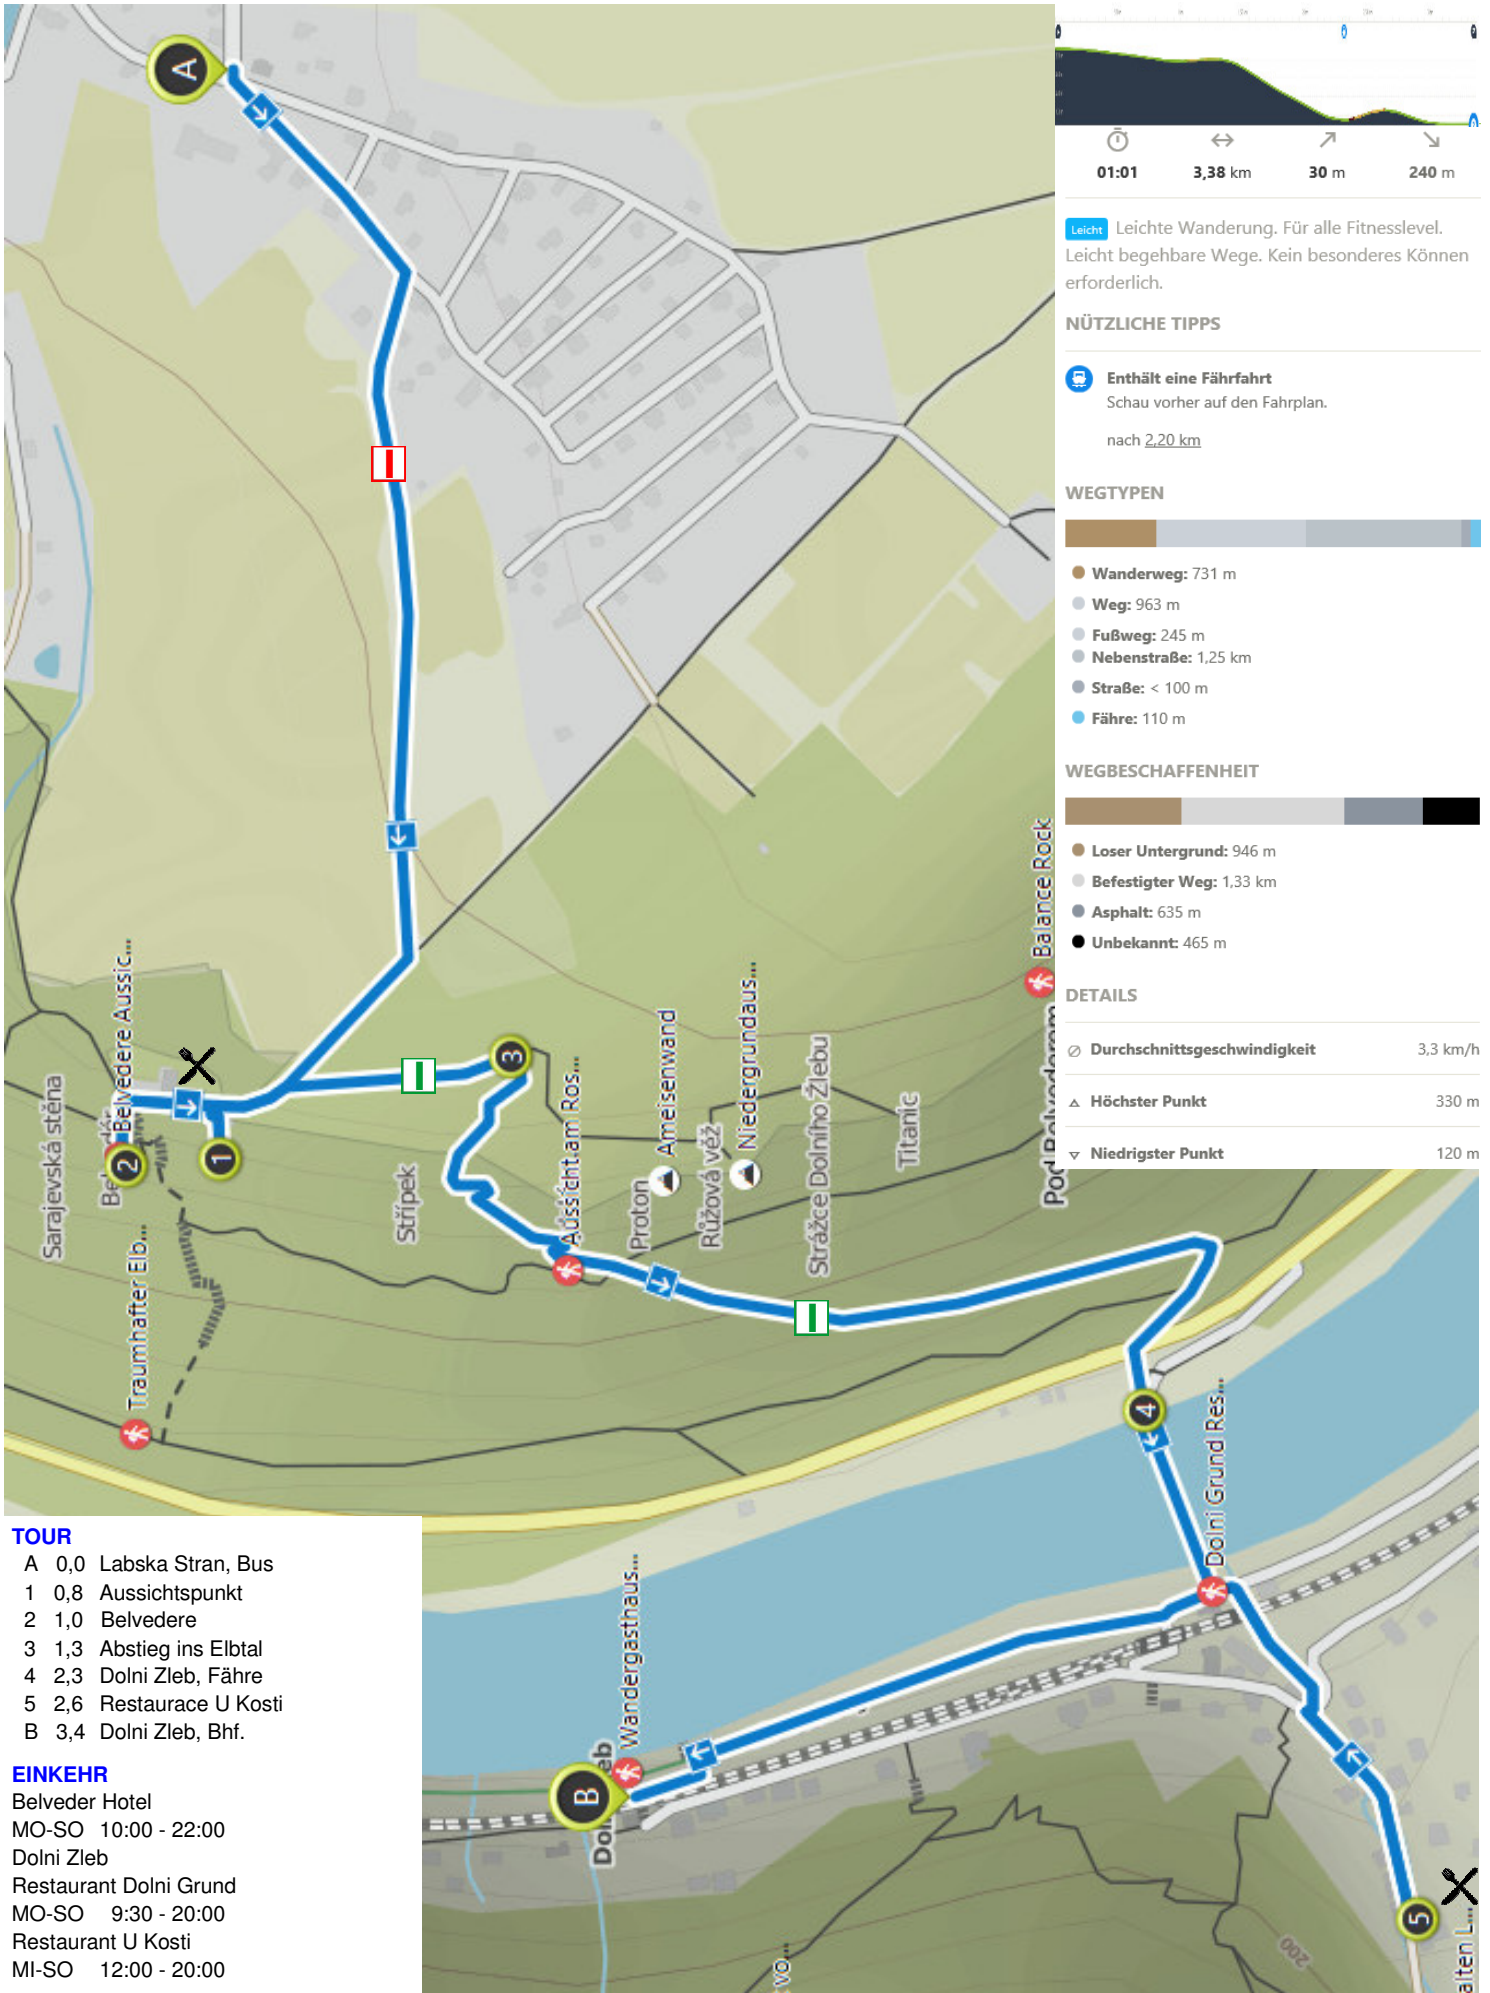 A
01:01
3,38 km
30 m
240 m
Leicht Leichte Wanderung. Für alle Fitnesslevel.
Leicht begehbare Wege. Kein besonderes Können
erforderlich.
NÜTZLICHE TIPPS
Enthält eine Fährfahrt
Schau vorher auf den Fahrplan.
nach 2,20 km
WEGTYPEN
Wanderweg: 731 m
Weg: 963 m
Fußweg: 245 m
Nebenstraße: 1,25 km
Straße: < 100 m
Fähre: 110 m
WEGBESCHAFFENHEIT
Loser Untergrund: 946 m
Befestigter Weg: 1,33 km
Asphalt: 635 m
Unbekannt: 465 m
DETAILS
Durchschnittsgeschwindigkeit 3,3 km/h
Höchster Punkt 330 m
Niedrigster Punkt 120 m
Sarajevská stěna
Belvedere Aussic...
2
1
3
Traumhafter Elb...
Střípek
Aussicht am Ros...
Proton
Ameisenwand
Růžová věž
Niedergrundaus...
Strážce Dolního Žlebu
Titanic
Balance Rock
4
Dolni Grund Res...
Wandergasthaus...
B
5
200
alten L...
vo...
TOUR
A 0,0 Labska Stran, Bus
1 0,8 Aussichtspunkt
2 1,0 Belvedere
3 1,3 Abstieg ins Elbtal
4 2,3 Dolni Zleb, Fähre
5 2,6 Restaurace U Kosti
B 3,4 Dolni Zleb, Bhf.
EINKEHR
Belveder Hotel
MO-SO 10:00 - 22:00
Dolni Zleb
Restaurant Dolni Grund
MO-SO 9:30 - 20:00
Restaurant U Kosti
MI-SO 12:00 - 20:00